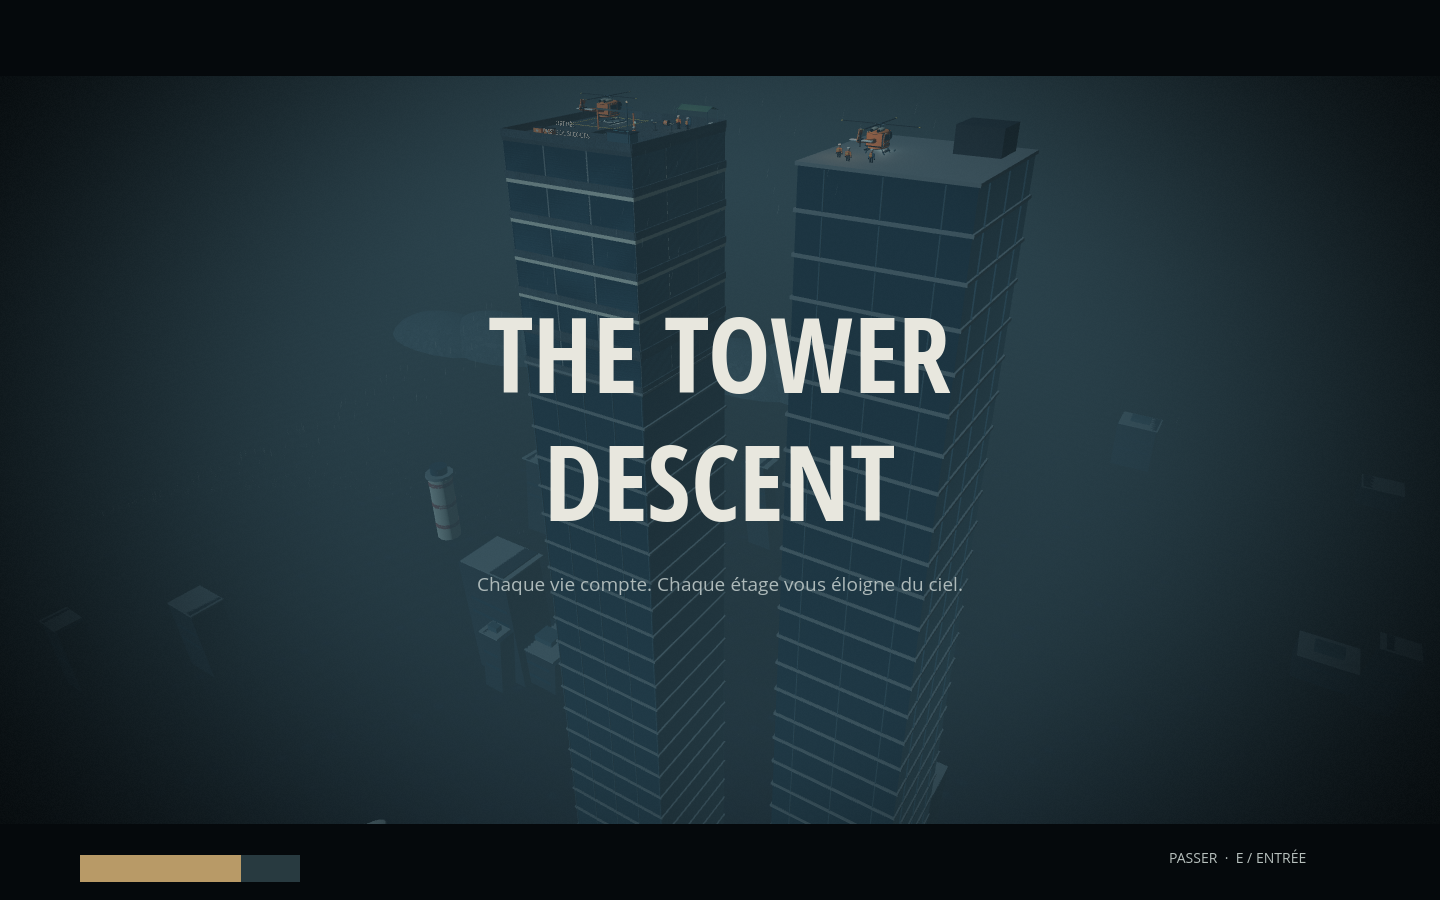 THE TOWER
DESCENT
Chaque vie compte. Chaque étage vous éloigne du ciel.
PASSER · E / ENTRÉE